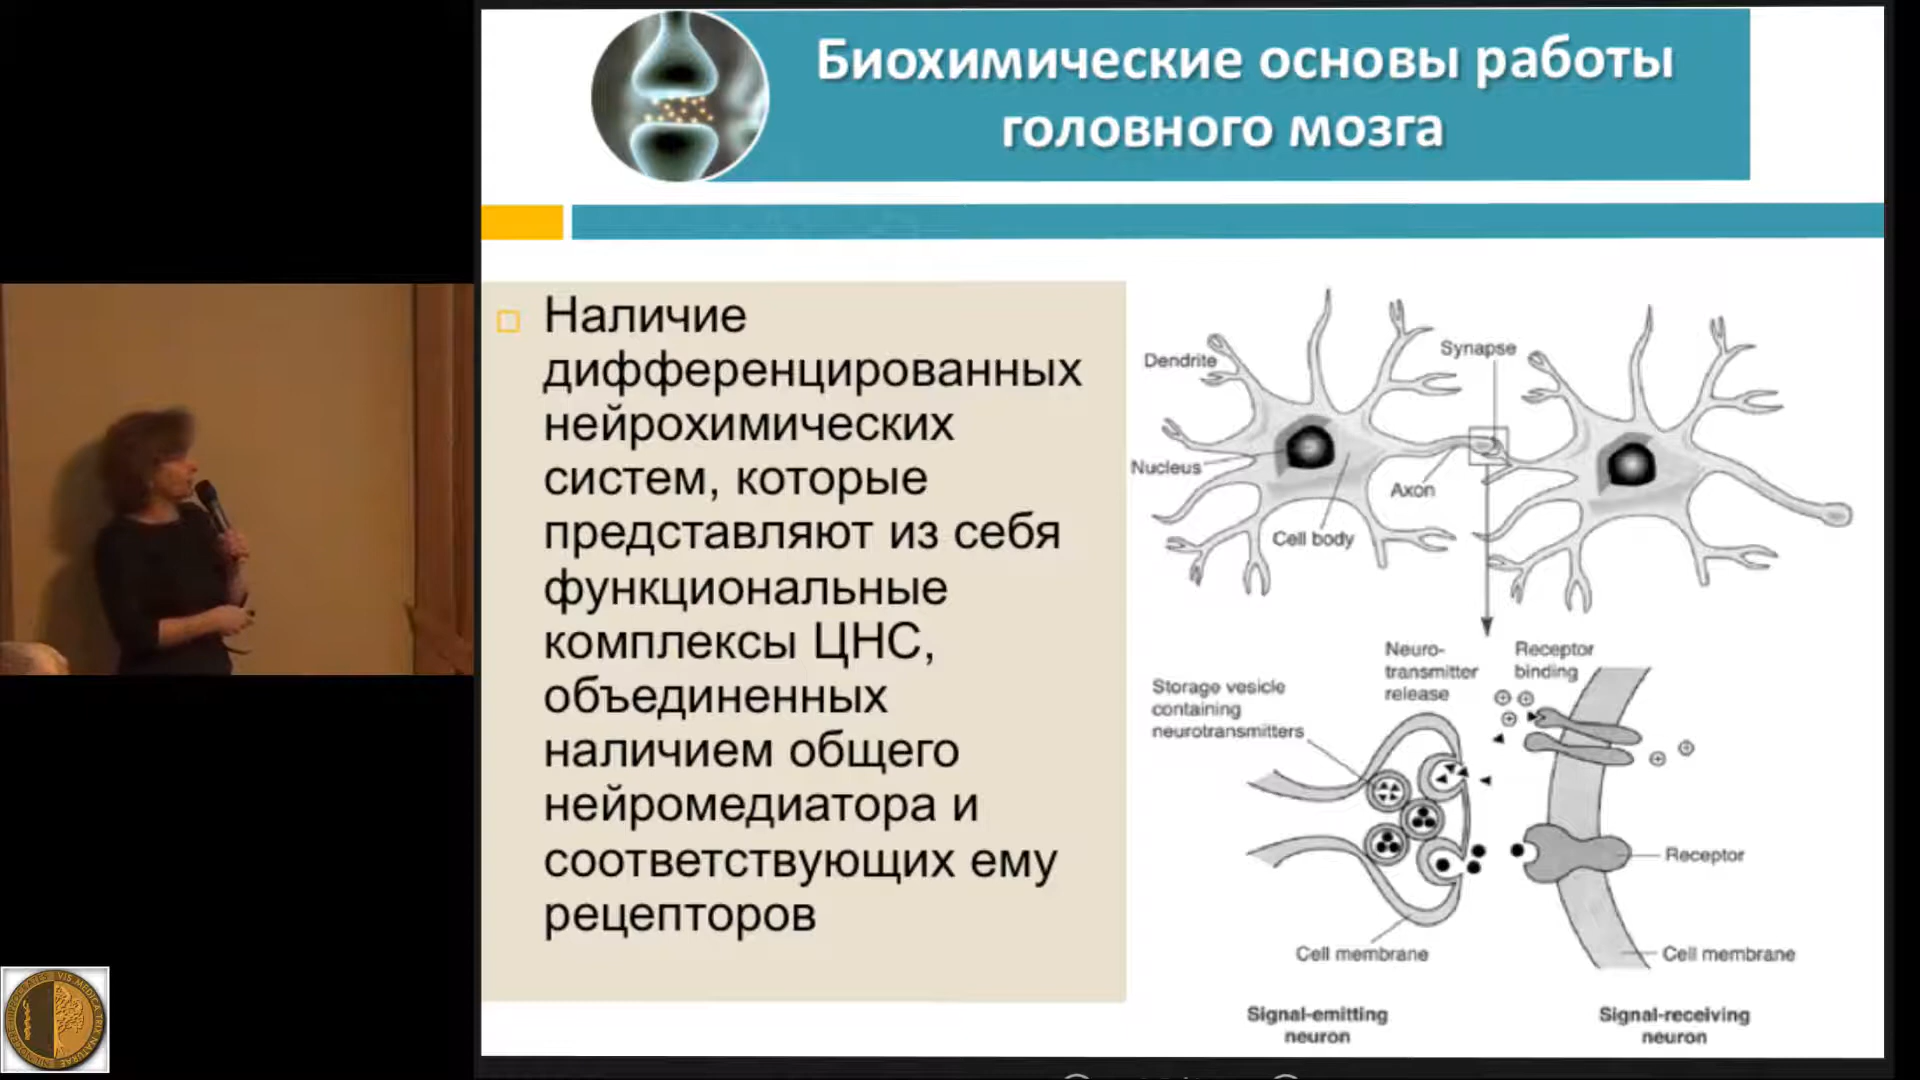 Биохимические основы работы
головного мозга
Наличие
дифференцированных
нейрохимических
систем, которые
представляют из себя
функциональные
комплексы ЦНС,
объединенных
наличием общего
нейромедиатора и
соответствующих ему
рецепторов
Dendrite
Synapse
Nucleus
Axon
Cell body
Neuro-
transmitter
release
Receptor
binding
Storage vesicle
containing
neurotransmitters
Receptor
Cell membrane
Cell membrane
Signal-emitting
neuron
Signal-receiving
neuron